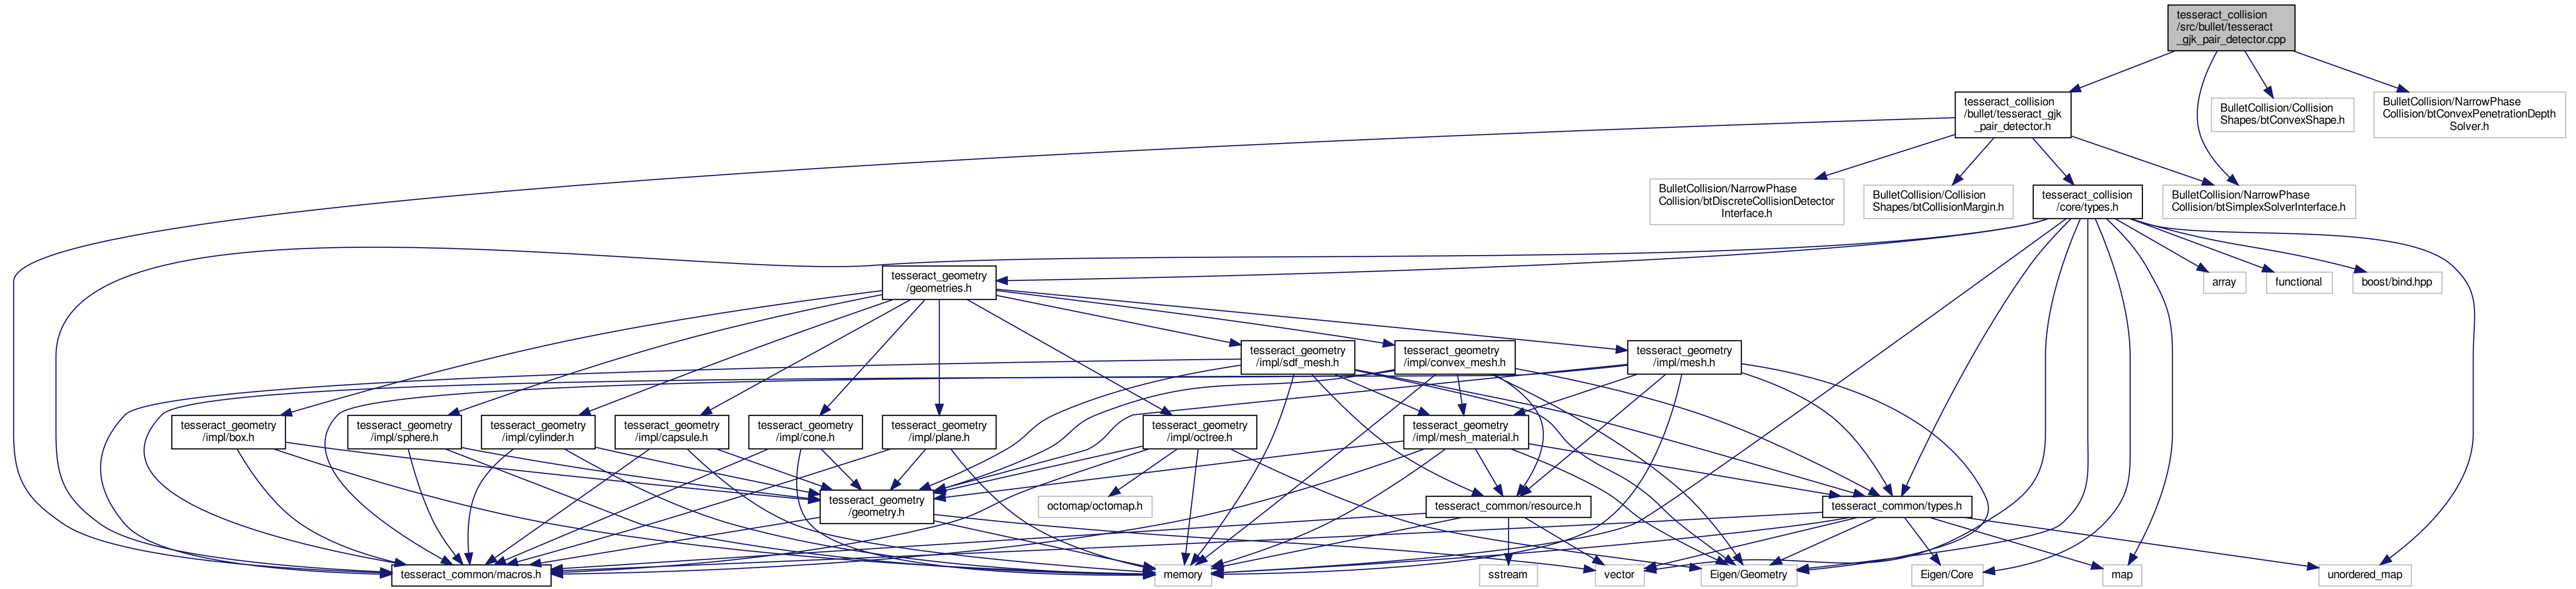 tesseract_collision
/src/bullet/tesseract
_gjk_pair_detector.cpp
tesseract_collision
/bullet/tesseract_gjk
_pair_detector.h
BulletCollision/Collision
Shapes/btConvexShape.h
BulletCollision/NarrowPhase
Collision/btConvexPenetrationDepth
Solver.h
BulletCollision/NarrowPhase
Collision/btDiscreteCollisionDetector
Interface.h
BulletCollision/Collision
Shapes/btCollisionMargin.h
tesseract_collision
/core/types.h
BulletCollision/NarrowPhase
Collision/btSimplexSolverInterface.h
tesseract_geometry
/geometries.h
array
functional
boost/bind.hpp
tesseract_geometry
/impl/sdf_mesh.h
tesseract_geometry
/impl/convex_mesh.h
tesseract_geometry
/impl/mesh.h
tesseract_geometry
/impl/box.h
tesseract_geometry
/impl/sphere.h
tesseract_geometry
/impl/cylinder.h
tesseract_geometry
/impl/capsule.h
tesseract_geometry
/impl/cone.h
tesseract_geometry
/impl/plane.h
tesseract_geometry
/impl/octree.h
tesseract_geometry
/impl/mesh_material.h
tesseract_geometry
/geometry.h
octomap/octomap.h
tesseract_common/resource.h
tesseract_common/types.h
tesseract_common/macros.h
memory
sstream
vector
Eigen/Geometry
Eigen/Core
map
unordered_map